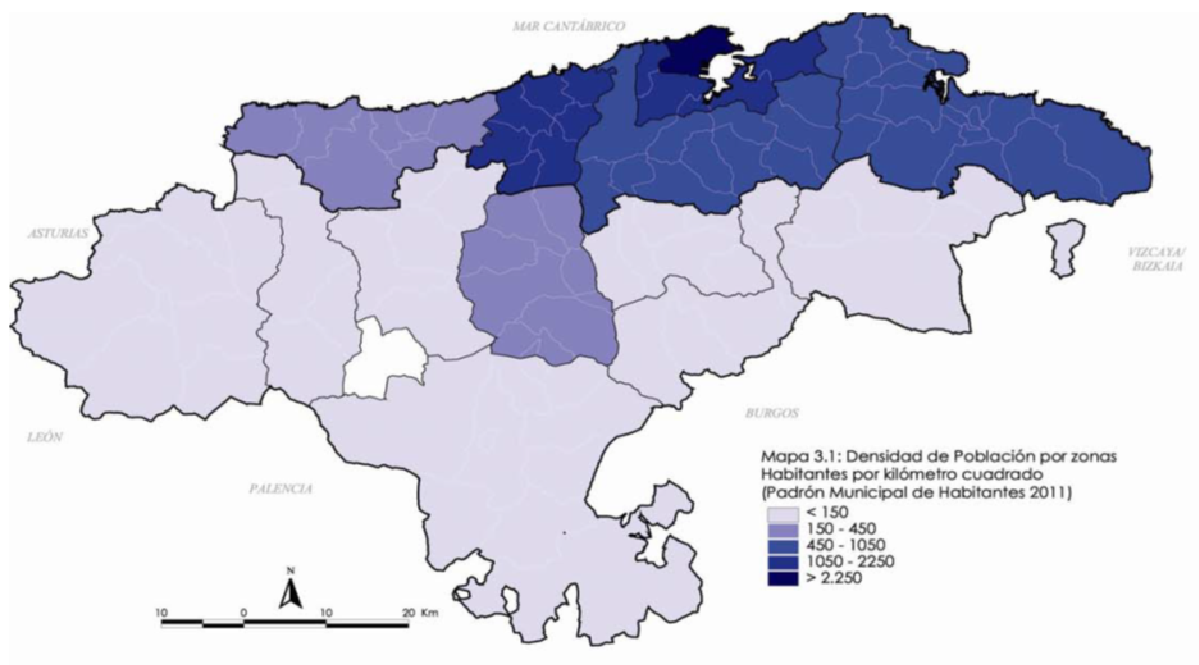 MAR CANTÁBRICO
ASTURIAS
VIZCAYA/
BIZKAIA
LEÓN
BURGOS
PALENCIA
Mapa 3.1: Densidad de Población por zonas
Habitantes por kilómetro cuadrado
(Padrón Municipal de Habitantes 2011)
< 150
150 - 450
450 - 1050
1050 - 2250
> 2.250
N
10 0 10 20 Km